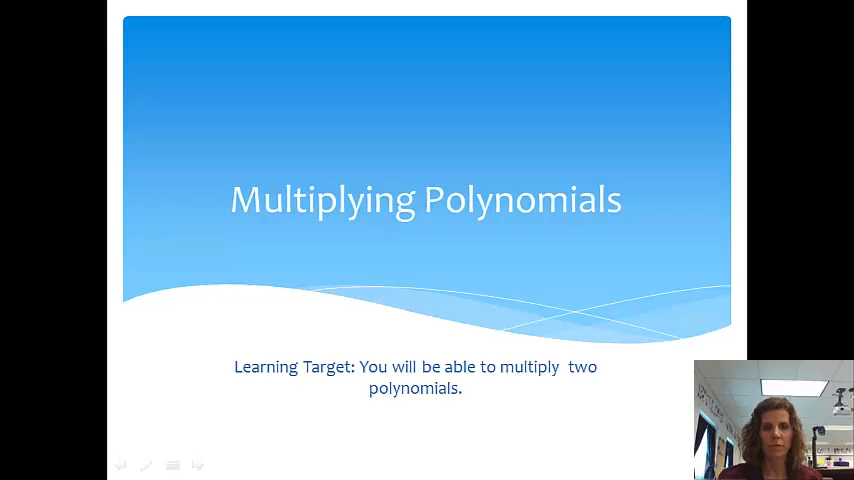 Multiplying Polynomials
Learning Target: You will be able to multiply  two
polynomials.